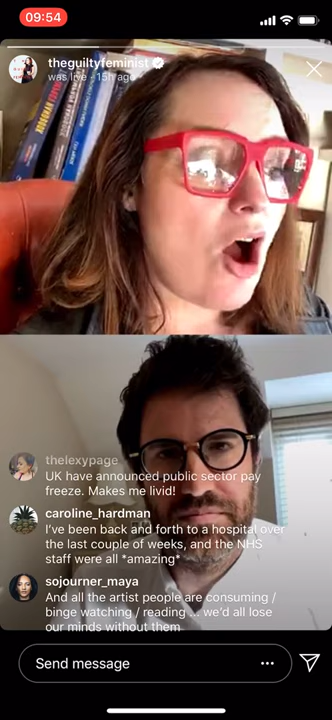 09:54
theguiltyfeminist
was live · 15h ago
thelexypage
UK have announced public sector pay
freeze. Makes me livid!
caroline_hardman
I've been back and forth to a hospital over
the last couple of weeks, and the NHS
staff were all *amazing*
sojourner_maya
And all the artist people are consuming /
binge watching / reading ... we'd all lose
our minds without them
Send message